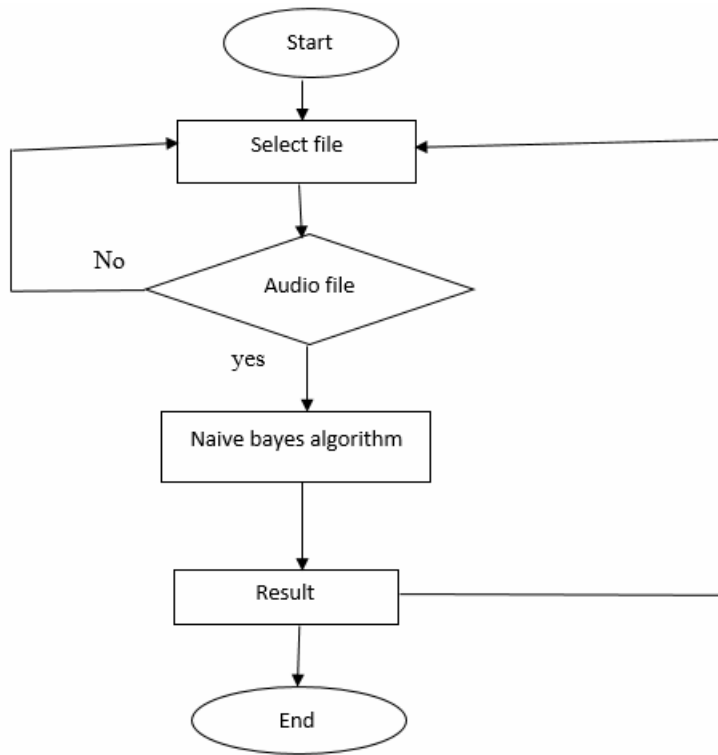 Start
Select file
No
Audio file
yes
Naive bayes algorithm
Result
End